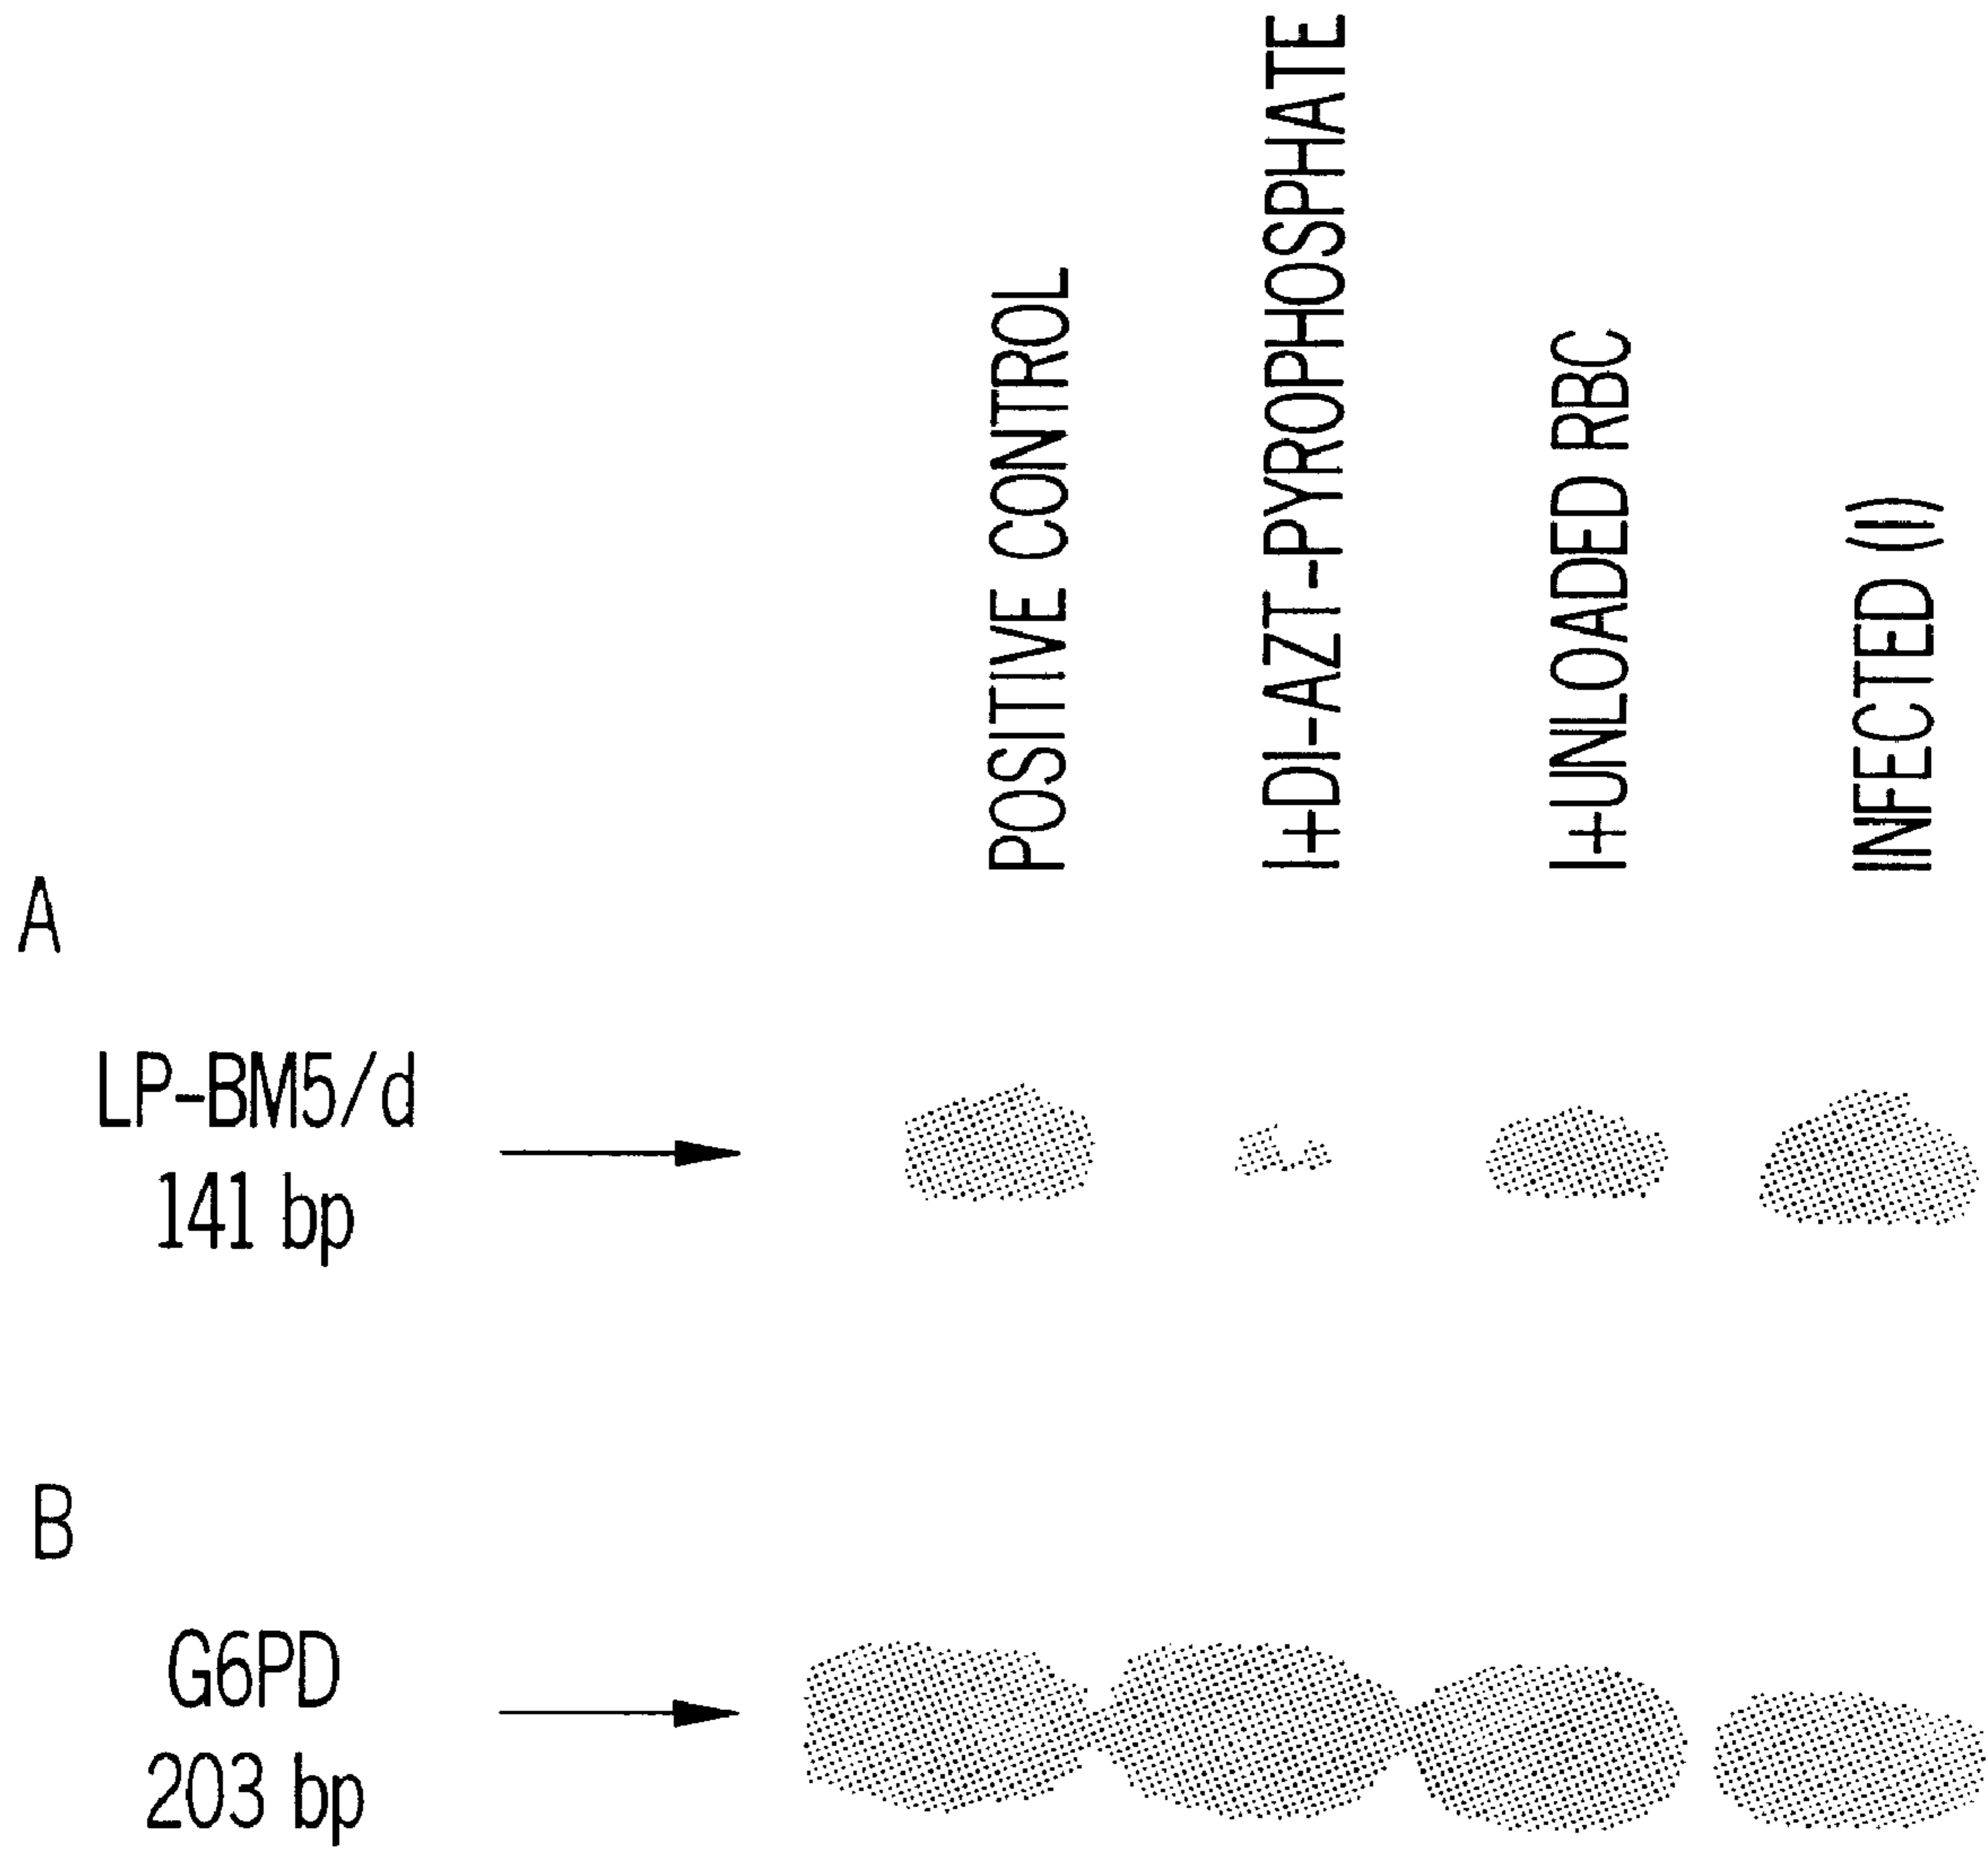 POSITIVE CONTROL
I+DI-AZT-PYROPHOSPHATE
I+UNLOADED RBC
INFECTED (I)
A
LP-BM5/d
141 bp
B
G6PD
203 bp